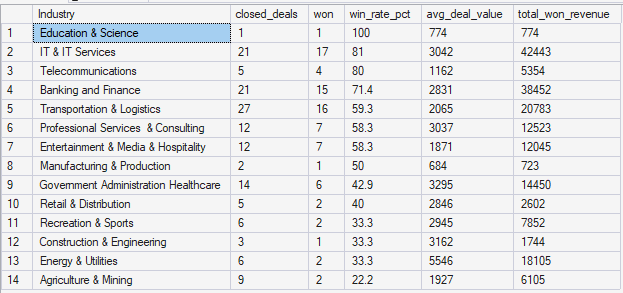 Industry closed_deals won win_rate_pct avg_deal_value total_won_revenue
1 Education & Science 1 1 100 774 774
2 IT & IT Services 21 17 81 3042 42443
3 Telecommunications 5 4 80 1162 5354
4 Banking and Finance 21 15 71.4 2831 38452
5 Transportation & Logistics 27 16 59.3 2065 20783
6 Professional Services & Consulting 12 7 58.3 3037 12523
7 Entertainment & Media & Hospitality 12 7 58.3 1871 12045
8 Manufacturing & Production 2 1 50 684 723
9 Government Administration Healthcare 14 6 42.9 3295 14450
10 Retail & Distribution 5 2 40 2846 2602
11 Recreation & Sports 6 2 33.3 2945 7852
12 Construction & Engineering 3 1 33.3 3162 1744
13 Energy & Utilities 6 2 33.3 5546 18105
14 Agriculture & Mining 9 2 22.2 1927 6105